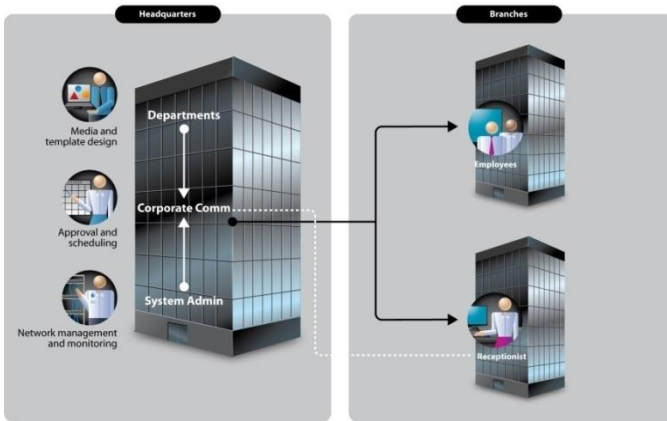 Headquarters
Branches
Media and
template design
Departments
Approval and
scheduling
Corporate Comm
Network management
and monitoring
System Admin
Employees
Receptionist